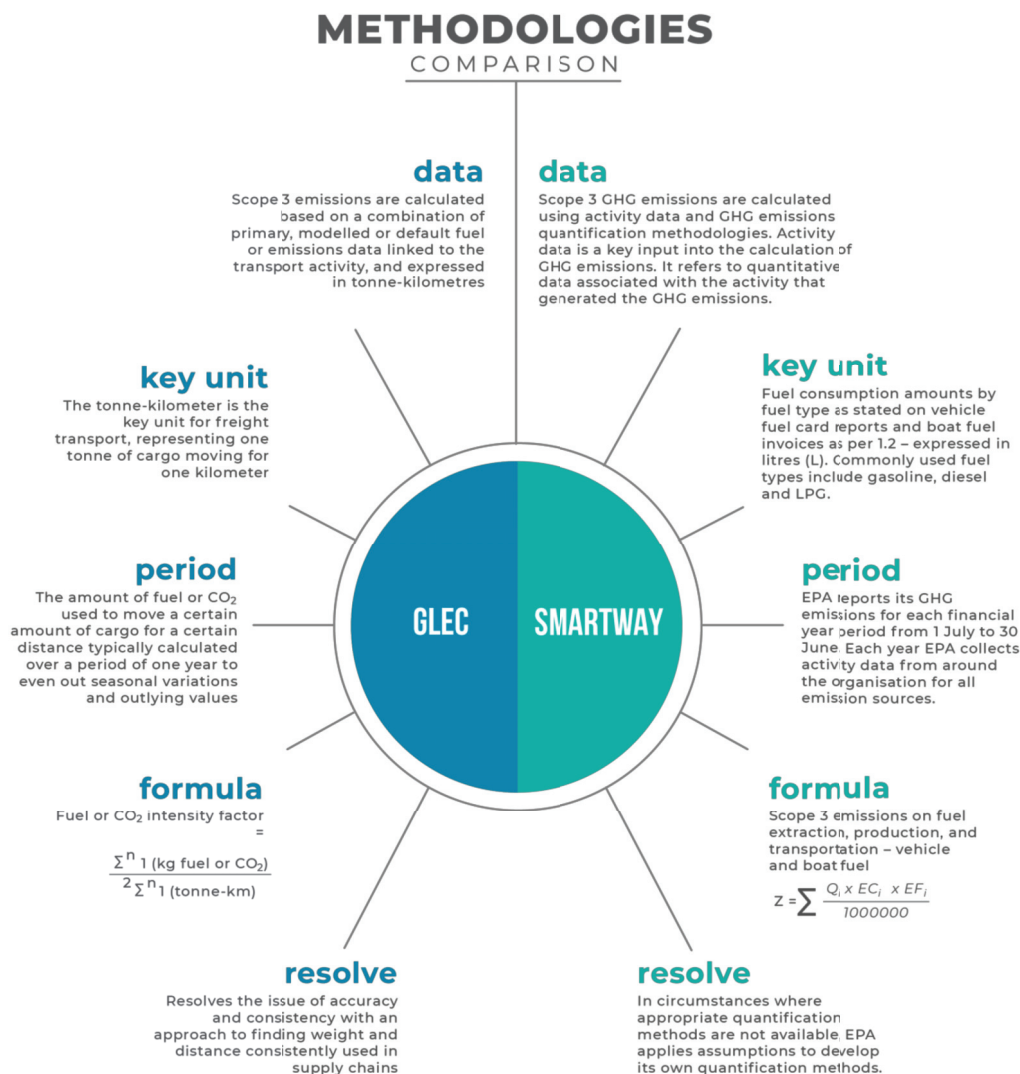 METHODOLOGIES
COMPARISON
data
Scope 3 emissions are calculated
based on a combination of
primary, modelled or default fuel
or emissions data linked to the
transport activity, and expressed
in tonne-kilometres
data
Scope 3 GHG emissions are calculated
using activity data and GHG emissions
quantification methodologies. Activity
data is a key input into the calculation of
GHG emissions. It refers to quantitative
data associated with the activity that
generated the GHG emissions.
key unit
The tonne-kilometer is the
key unit for freight
transport, representing one
tonne of cargo moving for
one kilometer
key unit
Fuel consumption amounts by
fuel type as stated on vehicle
fuel card reports and boat fuel
invoices as per 1.2 – expressed in
litres (L). Commonly used fuel
types include gasoline, diesel
and LPG.
period
The amount of fuel or CO₂
used to move a certain
amount of cargo for a certain
distance typically calculated
over a period of one year to
even out seasonal variations
and outlying values
GLEC
SMARTWAY
period
EPA reports its GHG
emissions for each financial
year period from 1 July to 30
June. Each year EPA collects
activity data from around
the organisation for all
emission sources.
formula
Fuel or CO₂ intensity factor
=
Σⁿ 1 (kg fuel or CO₂)
² Σⁿ 1 (tonne-km)
formula
Scope 3 emissions on fuel
extraction, production, and
transportation – vehicle
and boat fuel
Z = Σ Qᵢ x ECᵢ x EFᵢ
1000000
resolve
Resolves the issue of accuracy
and consistency with an
approach to finding weight and
distance consistently used in
supply chains
resolve
In circumstances where
appropriate quantification
methods are not available, EPA
applies assumptions to develop
its own quantification methods.